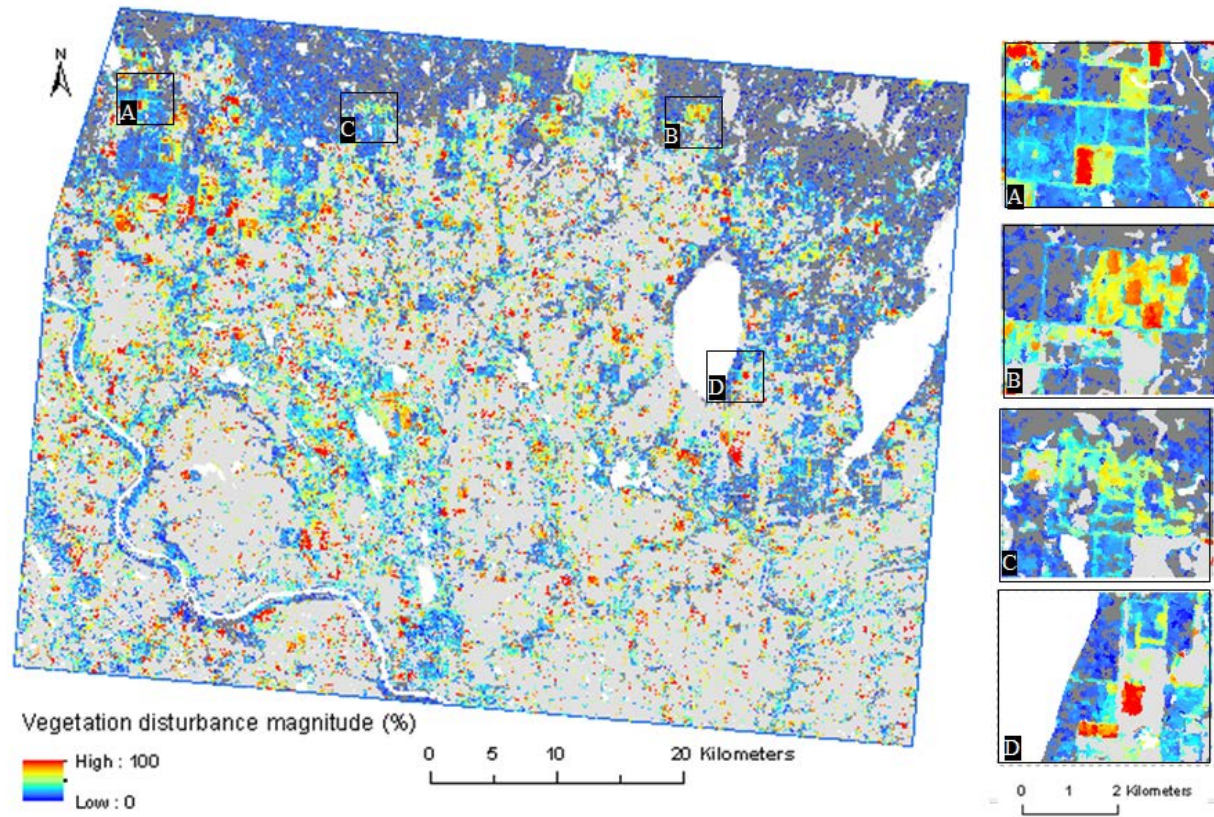 N
A
C
B
D
A
B
C
D
Vegetation disturbance magnitude (%)
High : 100
Low : 0
0 5 10 20 Kilometers
0 1 2 Kilometers